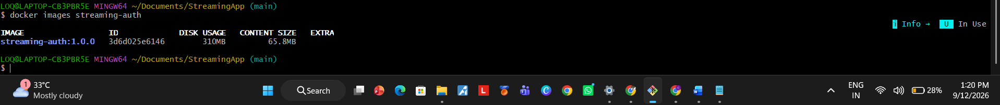 LOQ@LAPTOP-CB3PBR5E MINGW64 ~/Documents/StreamingApp (main)
$ docker images streaming-auth
i Info → U In Use
IMAGE ID DISK USAGE CONTENT SIZE EXTRA
streaming-auth:1.0.0 3d6d025e6146 310MB 65.8MB
LOQ@LAPTOP-CB3PBR5E MINGW64 ~/Documents/StreamingApp (main)
$
1
33°C
Mostly cloudy
Search
L
ENG
IN
28%
1:20 PM
9/12/2026